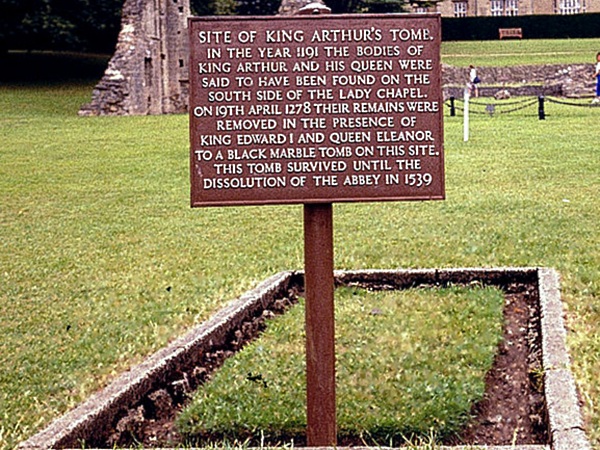 SITE OF KING ARTHUR'S TOMB.
IN THE YEAR 1191 THE BODIES OF
KING ARTHUR AND HIS QUEEN WERE
SAID TO HAVE BEEN FOUND ON THE
SOUTH SIDE OF THE LADY CHAPEL.
ON 19TH APRIL 1278 THEIR REMAINS WERE
REMOVED IN THE PRESENCE OF
KING EDWARD I AND QUEEN ELEANOR
TO A BLACK MARBLE TOMB ON THIS SITE.
THIS TOMB SURVIVED UNTIL THE
DISSOLUTION OF THE ABBEY IN 1539